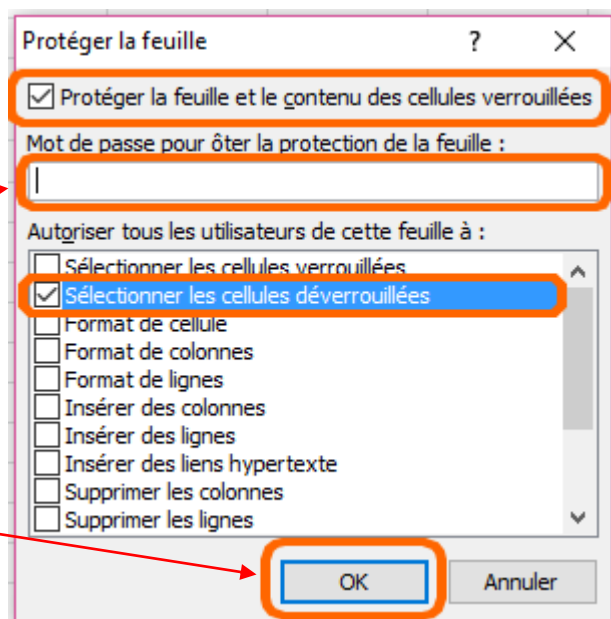 Protéger la feuille ?
Protéger la feuille et le contenu des cellules verrouillées
Mot de passe pour ôter la protection de la feuille :
Autoriser tous les utilisateurs de cette feuille à :
Sélectionner les cellules verrouillées
Sélectionner les cellules déverrouillées
Format de cellule
Format de colonnes
Format de lignes
Insérer des colonnes
Insérer des lignes
Insérer des liens hypertexte
Supprimer les colonnes
Supprimer les lignes
OK Annuler